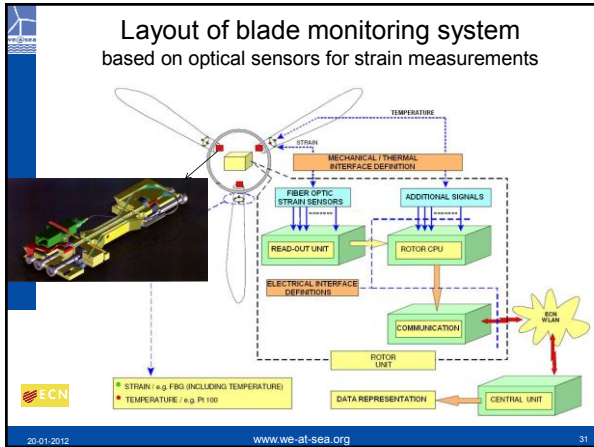 we@sea
Layout of blade monitoring system
based on optical sensors for strain measurements
TEMPERATURE
STRAIN
MECHANICAL / THERMAL
INTERFACE DEFINITION
FIBER OPTIC
STRAIN SENSORS
ADDITIONAL SIGNALS
READ-OUT UNIT
ROTOR CPU
ELECTRICAL INTERFACE
DEFINITIONS
COMMUNICATION
ECN
WLAN
ROTOR
UNIT
STRAIN / e.g. FBG (INCLUDING TEMPERATURE)
TEMPERATURE / e.g. Pt 100
DATA REPRESENTATION
CENTRAL UNIT
ECN
20-01-2012
www.we-at-sea.org
31